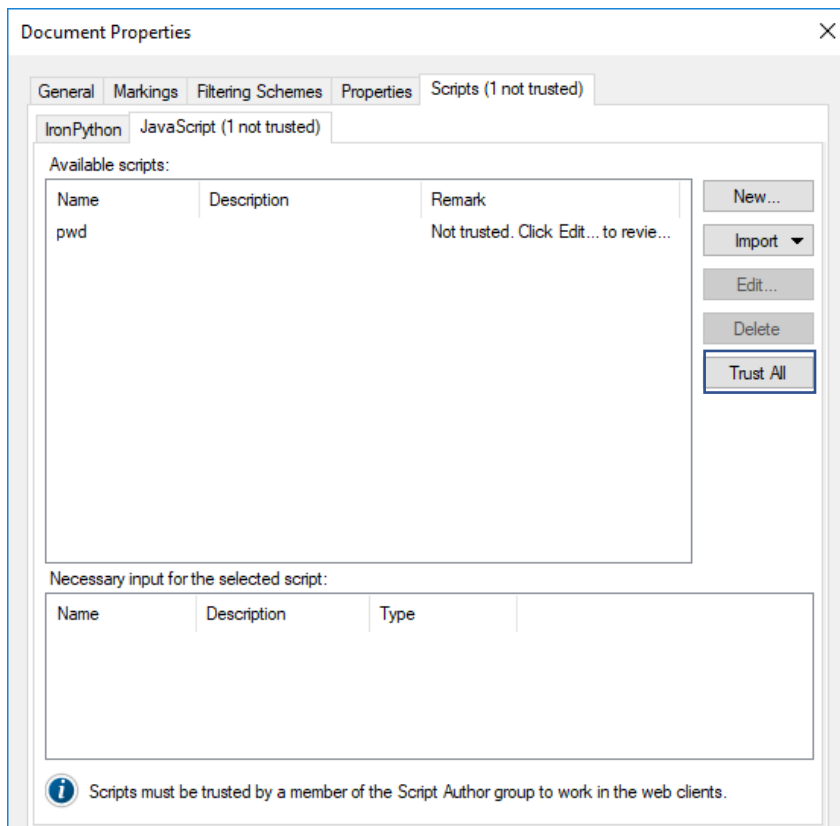 Document Properties
General Markings Filtering Schemes Properties Scripts (1 not trusted)
IronPython JavaScript (1 not trusted)
Available scripts:
Name Description Remark
New...
pwd Not trusted. Click Edit... to revie...
Import
Edit...
Delete
Trust All
Necessary input for the selected script:
Name Description Type
Scripts must be trusted by a member of the Script Author group to work in the web clients.